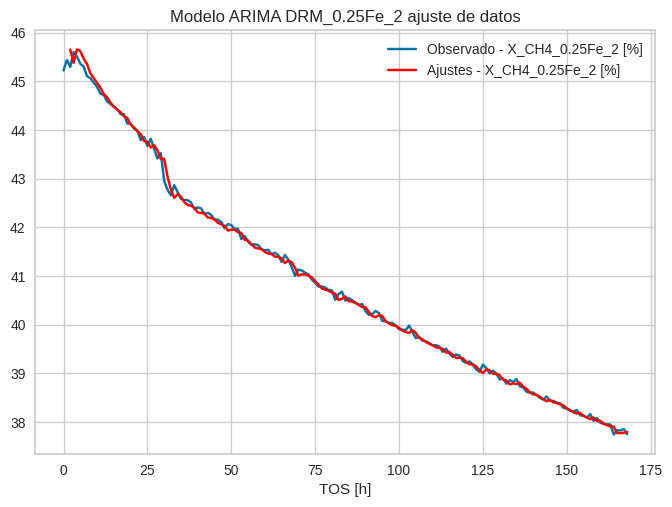 Modelo ARIMA DRM_0.25Fe_2 ajuste de datos
Observado - X_CH4_0.25Fe_2 [%]
Ajustes - X_CH4_0.25Fe_2 [%]
46
45
44
43
42
41
40
39
38
0 25 50 75 100 125 150 175
TOS [h]